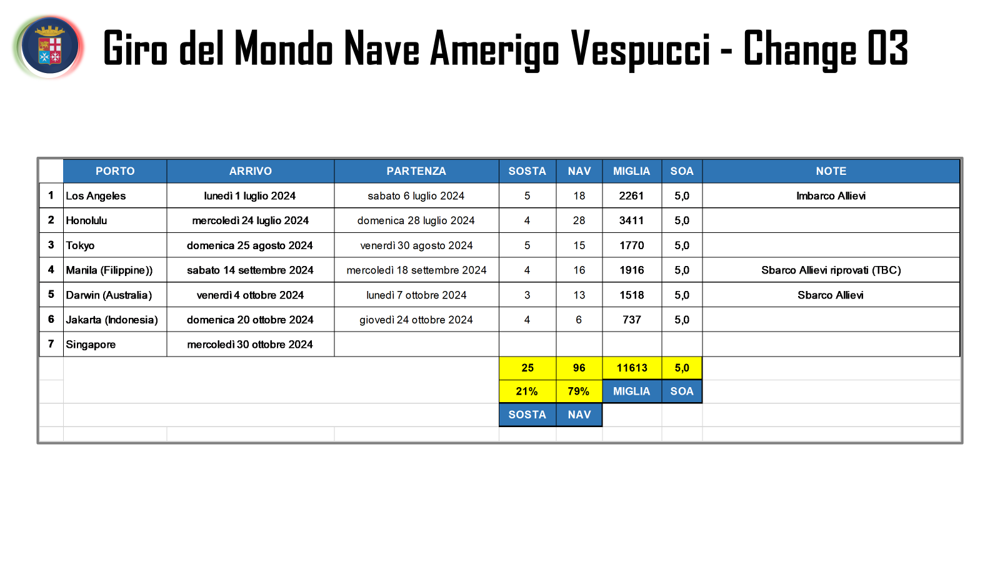 Giro del Mondo Nave Amerigo Vespucci - Change 03
PORTO ARRIVO PARTENZA SOSTA NAV MIGLIA SOA NOTE
1 Los Angeles lunedì 1 luglio 2024 sabato 6 luglio 2024 5 18 2261 5,0 Imbarco Allievi
2 Honolulu mercoledì 24 luglio 2024 domenica 28 luglio 2024 4 28 3411 5,0
3 Tokyo domenica 25 agosto 2024 venerdì 30 agosto 2024 5 15 1770 5,0
4 Manila (Filippine)) sabato 14 settembre 2024 mercoledì 18 settembre 2024 4 16 1916 5,0 Sbarco Allievi riprovati (TBC)
5 Darwin (Australia) venerdì 4 ottobre 2024 lunedì 7 ottobre 2024 3 13 1518 5,0 Sbarco Allievi
6 Jakarta (Indonesia) domenica 20 ottobre 2024 giovedì 24 ottobre 2024 4 6 737 5,0
7 Singapore mercoledì 30 ottobre 2024
25 96 11613 5,0
21% 79% MIGLIA SOA
SOSTA NAV